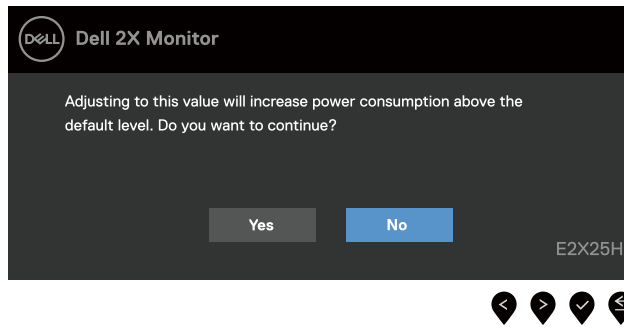 DELL Dell 2X Monitor
Adjusting to this value will increase power consumption above the
default level. Do you want to continue?
Yes No
E2X25H